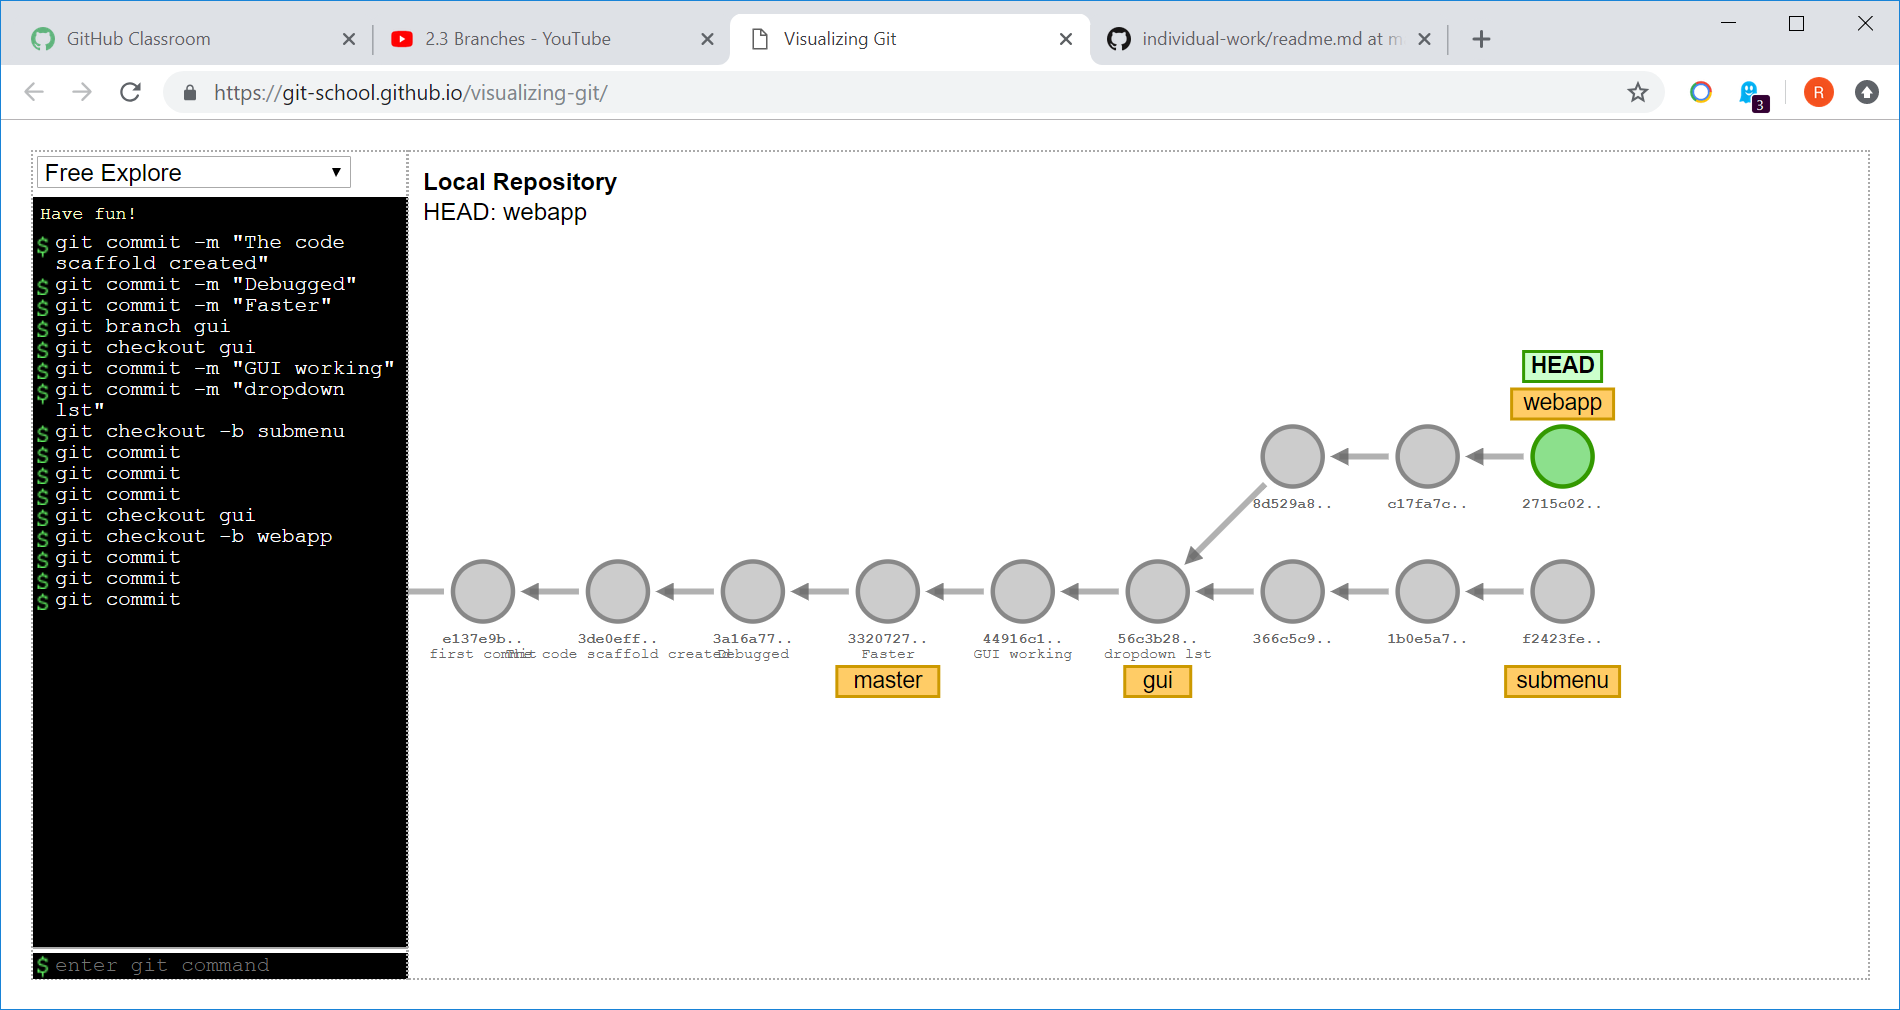 GitHub Classroom
2.3 Branches - YouTube
Visualizing Git
individual-work/readme.md at m
https://git-school.github.io/visualizing-git/
3
R
Free Explore
Have fun!
$ git commit -m "The code
scaffold created"
$ git commit -m "Debugged"
$ git commit -m "Faster"
$ git branch gui
$ git checkout gui
$ git commit -m "GUI working"
$ git commit -m "dropdown
lst"
$ git checkout -b submenu
$ git commit
$ git commit
$ git commit
$ git checkout gui
$ git checkout -b webapp
$ git commit
$ git commit
$ git commit
$ enter git command
Local Repository
HEAD: webapp
HEAD
webapp
8d529a8.. c17fa7c.. 2715c02..
e137e9b.. 3de0eff.. 3a16a77.. 3320727.. 44916c1.. 56c3b28.. 366c5c9.. 1b0e5a7.. f2423fe..
first commit The code scaffold created Debugged Faster GUI working dropdown lst
master gui submenu